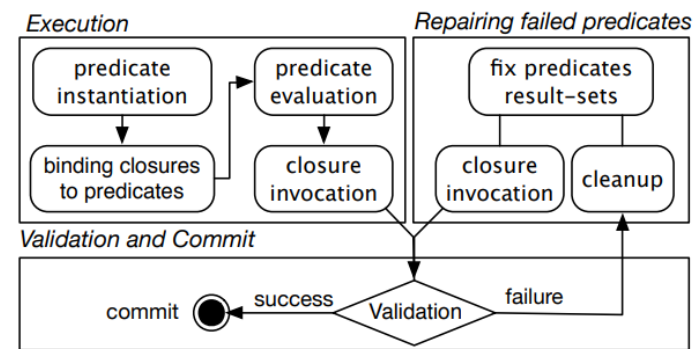 Execution
predicate
instantiation
binding closures
to predicates
predicate
evaluation
closure
invocation
Repairing failed predicates
fix predicates
result-sets
closure
invocation
cleanup
Validation and Commit
commit
success
Validation
failure